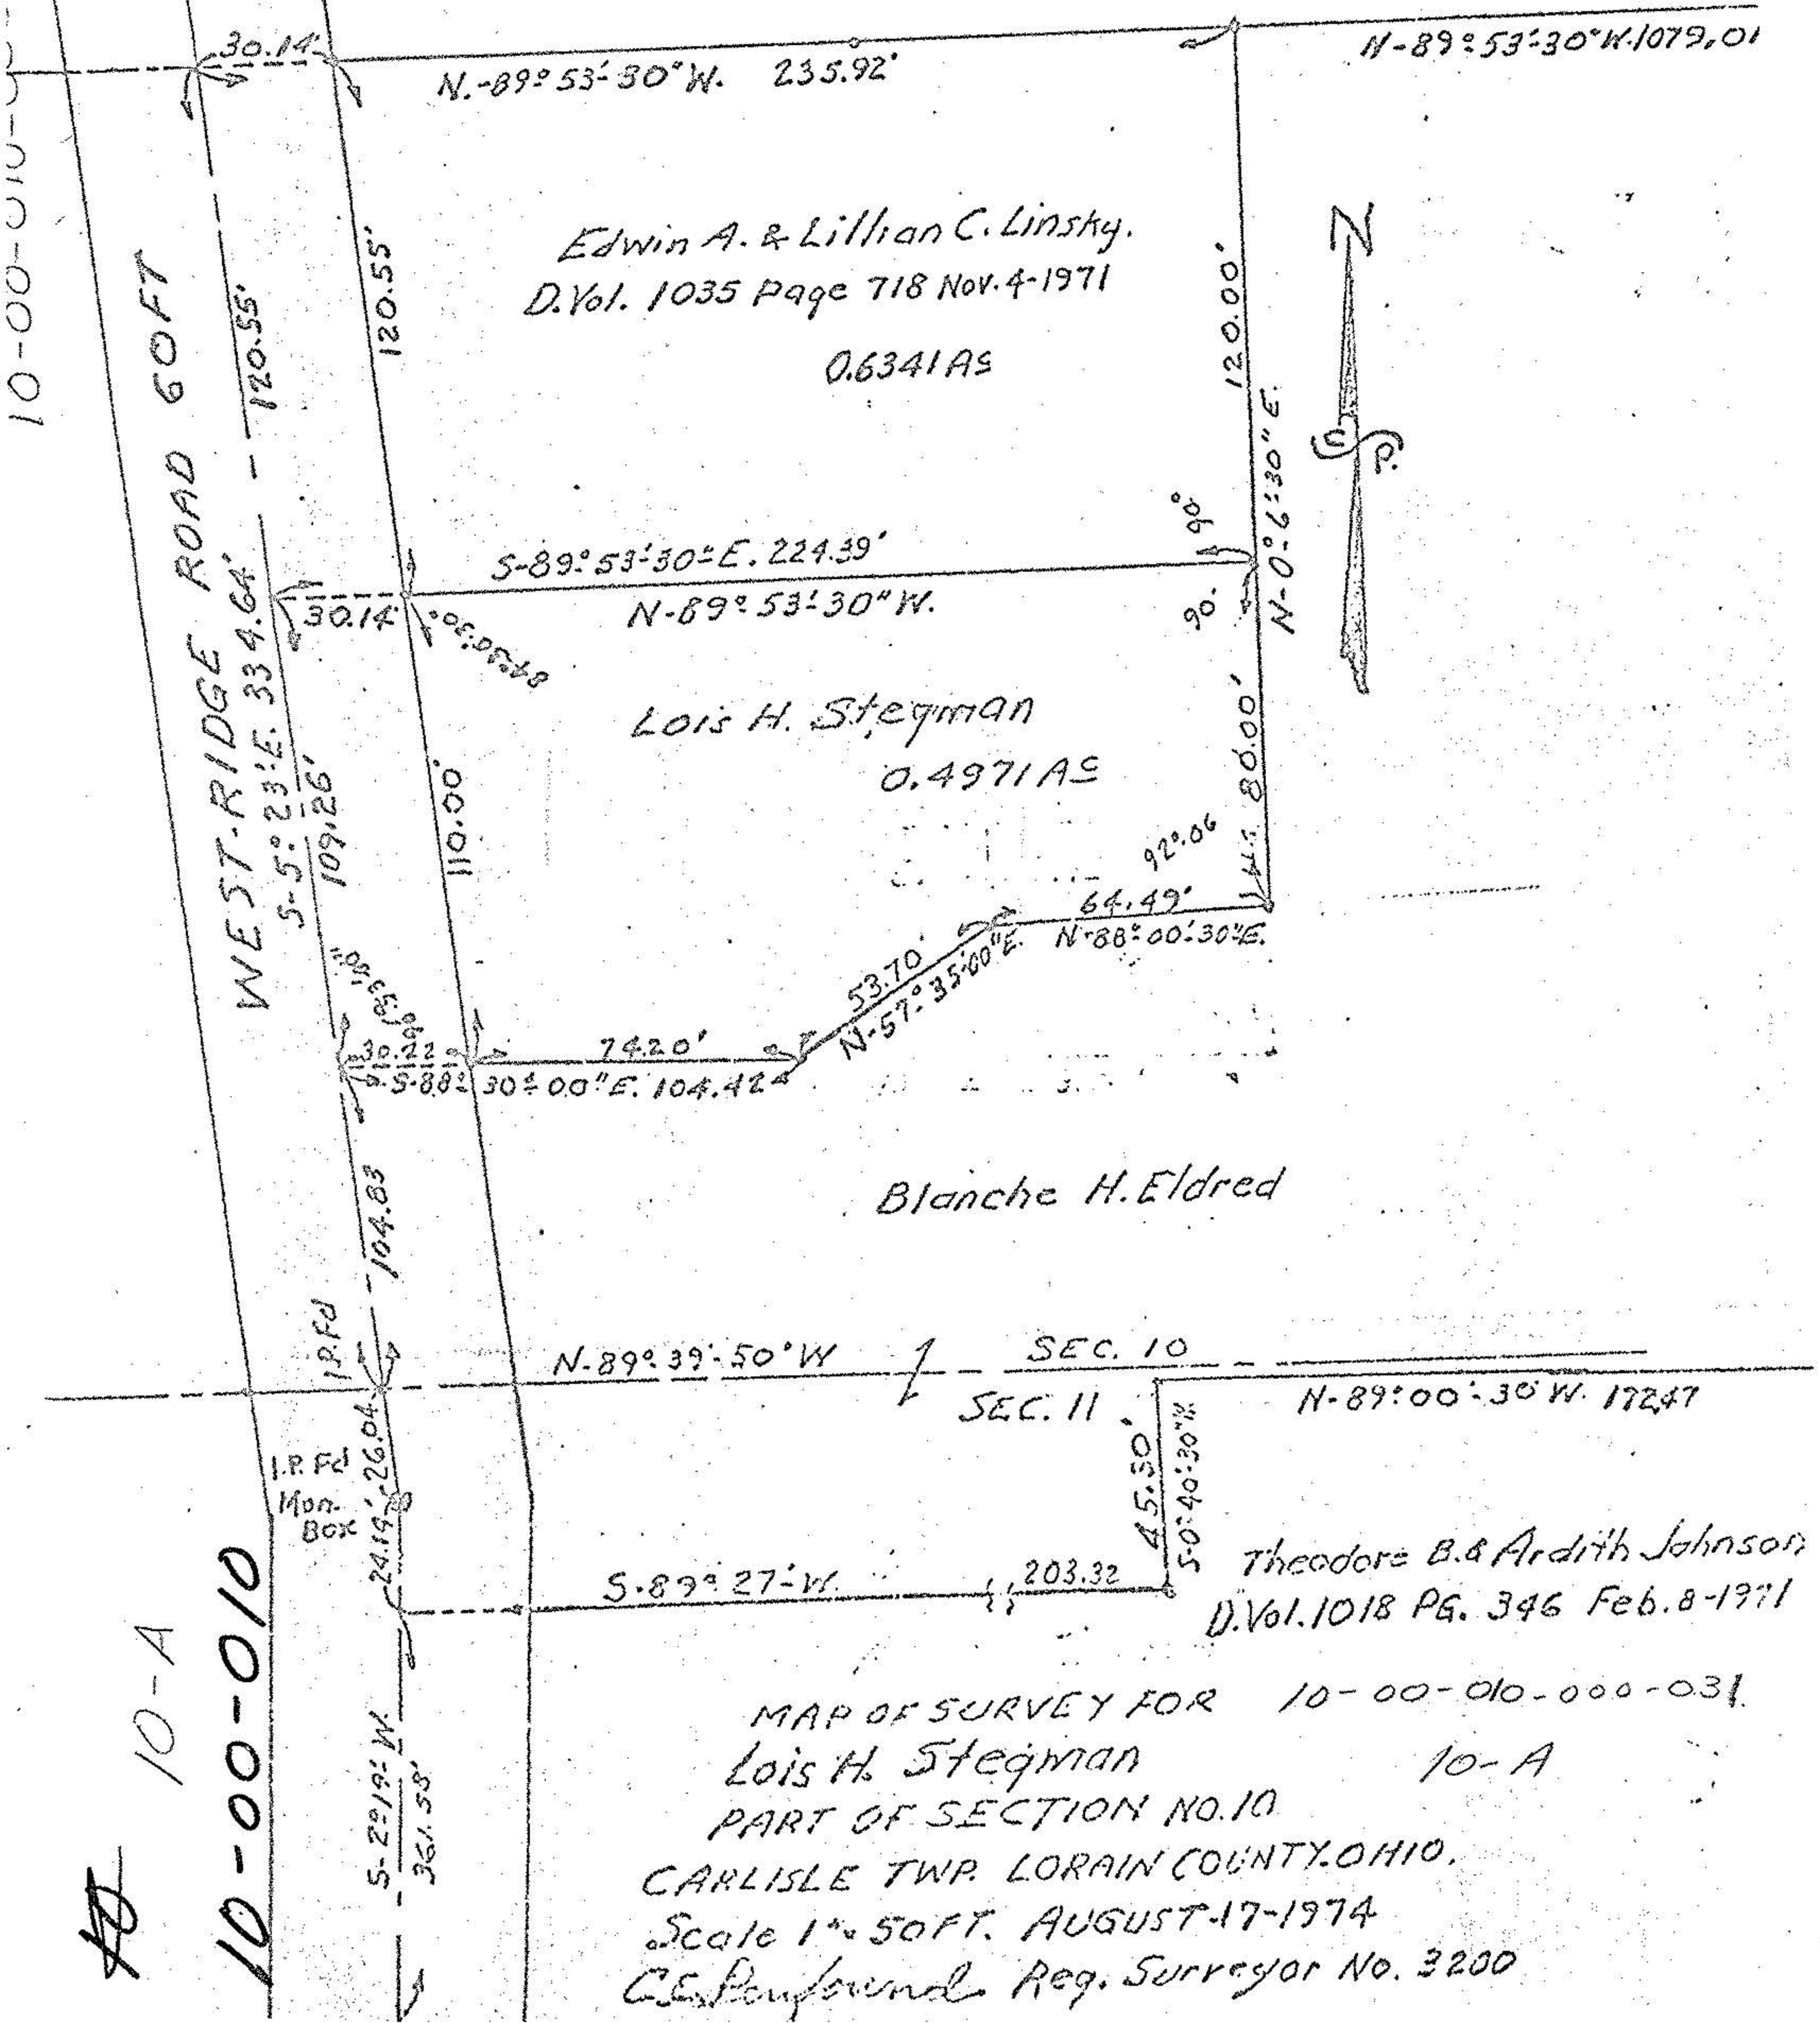 30.14'
N.-89°53'-30"W. 235.92'
N-89°53'-30"W.1079.01
10-00-010-
WEST-RIDGE ROAD 60FT
S-5°23'E. 334.64'
120.55'
120.55'
Edwin A. & Lillian C. Linsky.
D.Vol. 1035 Page 718 Nov. 4-1971
0.6341 Ac
120.00'
N-0°6'30"E.
N
P.
90°
S-89°53'-30"E. 224.39'
N-89°53'-30"W.
90.
30.14'
109.26'
110.00'
Lois H. Stegman
0.4971 Ac
80.00'
92°.06
64.49'
N-88°00'-30"E.
53.70'
N-57°35'-00"E.
30.22
74.20'
S-88°30'00"E. 104.42
104.83
Blanche H. Eldred
I.P.Fd
N-89°39'-50"W
SEC. 10
SEC. 11
N-89°00'-30"W. 172.47
26.04
I.P. Fd
Mon.
Box
24.19'
45.30'
S-0°40'-30"W.
S-89°27'-W.
203.32
Theodore B. & Ardith Johnson
D.Vol.1018 PG. 346 Feb. 8-1971
S-2°19'-W.
361.58'
10-A
10-00-010
10
MAP OF SURVEY FOR 10-00-010-000-031
Lois H. Stegman 10-A
PART OF SECTION NO.10
CARLISLE TWP. LORAIN COUNTY.OHIO.
Scale 1"=50FT. AUGUST-17-1974
C.E. Penfound Reg. Surveyor No. 3200